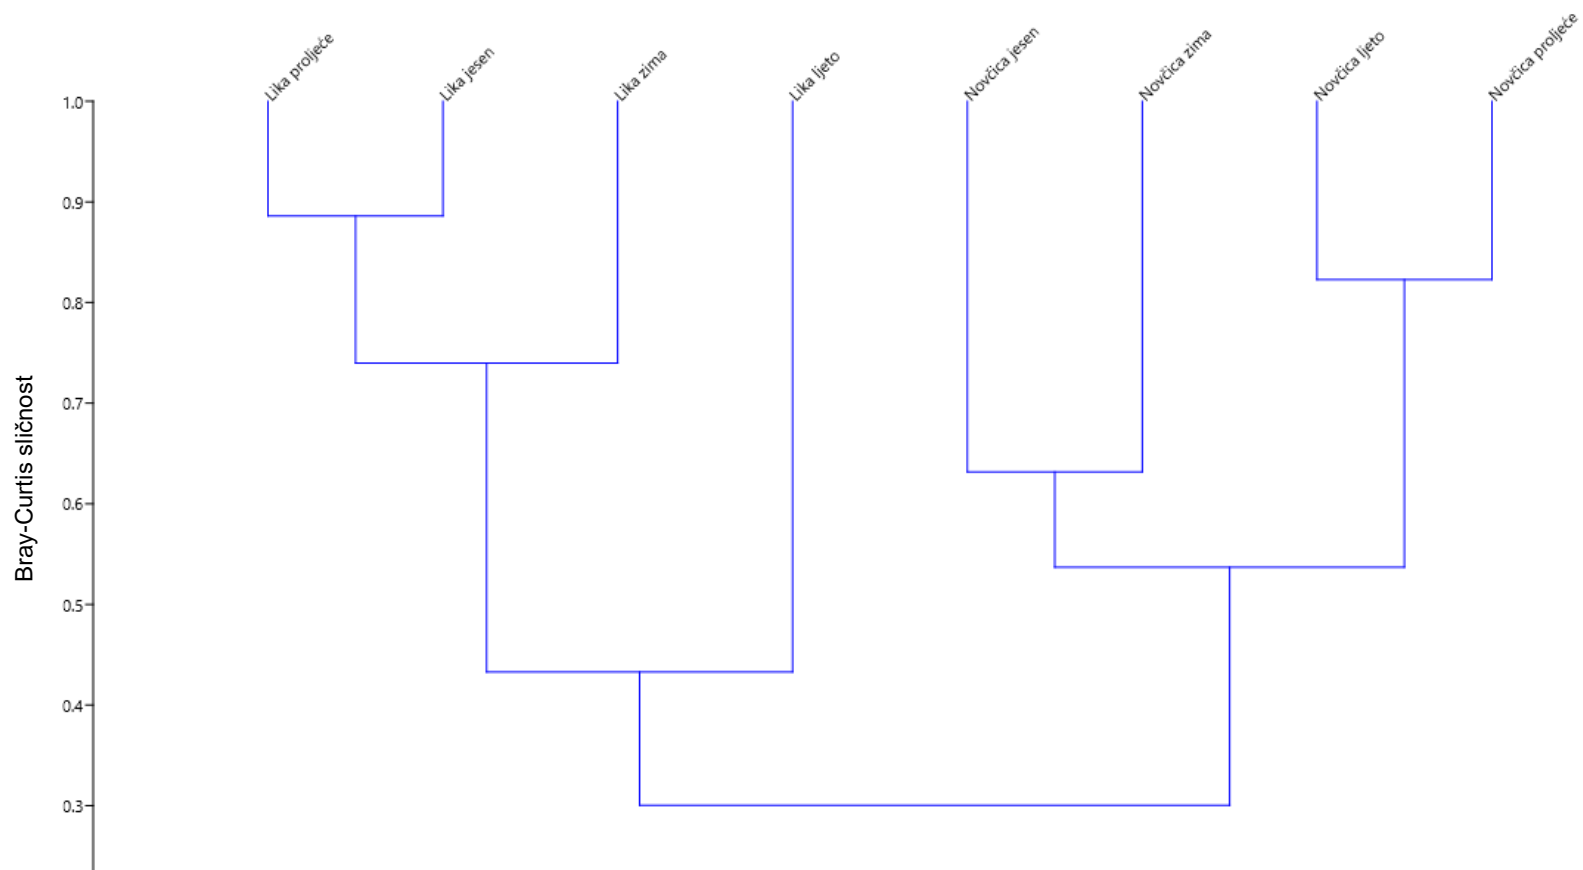 Lika proljeće
Lika jesen
Lika zima
Lika ljeto
Novčica jesen
Novčica zima
Novčica ljeto
Novčica proljeće
1.0
0.9
0.8
0.7
0.6
0.5
0.4
0.3
Bray-Curtis sličnost